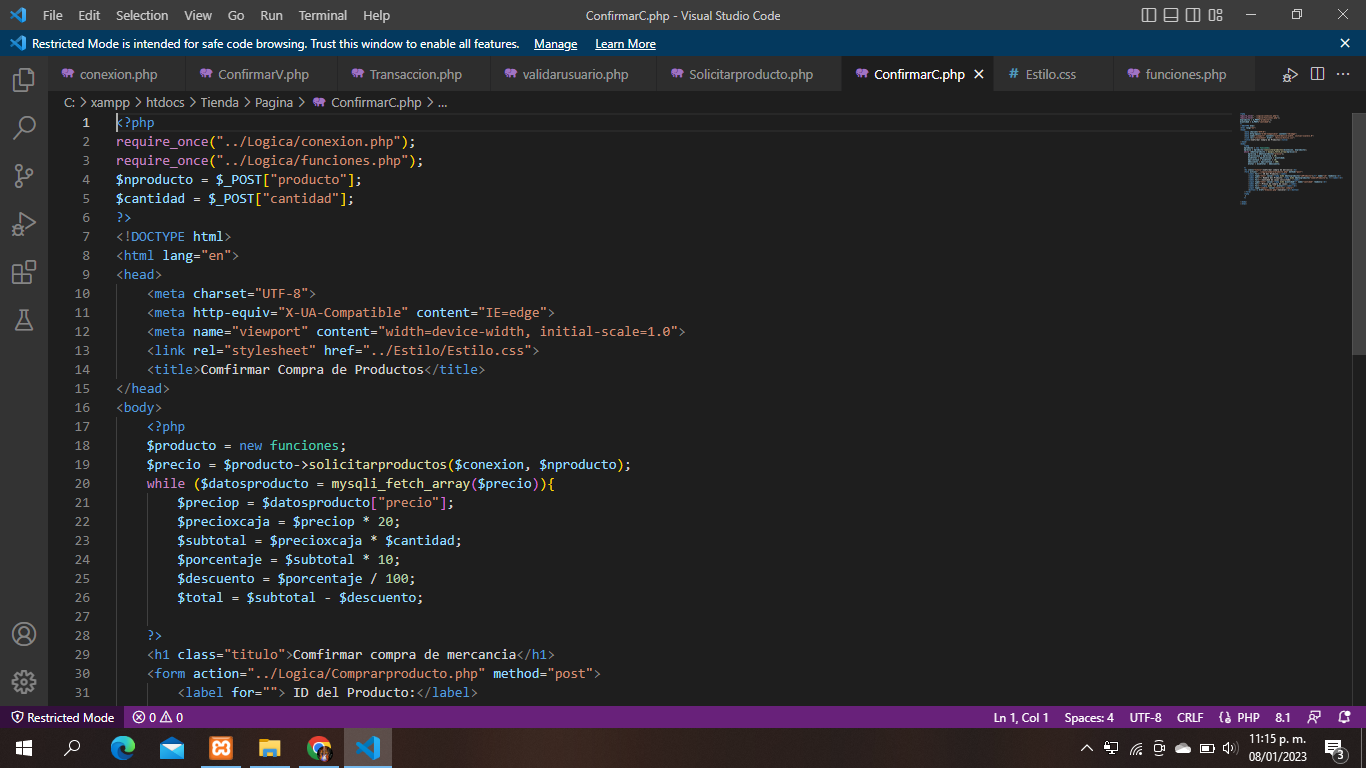 File Edit Selection View Go Run Terminal Help ConfirmarC.php - Visual Studio Code
Restricted Mode is intended for safe code browsing. Trust this window to enable all features. Manage Learn More
conexion.php ConfirmarV.php Transaccion.php validarusuario.php Solicitarproducto.php ConfirmarC.php # Estilo.css funciones.php
C: > xampp > htdocs > Tienda > Pagina > ConfirmarC.php > ...
1 <?php
2 require_once("../Logica/conexion.php");
3 require_once("../Logica/funciones.php");
4 $nproducto = $_POST["producto"];
5 $cantidad = $_POST["cantidad"];
6 ?>
7 <!DOCTYPE html>
8 <html lang="en">
9 <head>
10 <meta charset="UTF-8">
11 <meta http-equiv="X-UA-Compatible" content="IE=edge">
12 <meta name="viewport" content="width=device-width, initial-scale=1.0">
13 <link rel="stylesheet" href="../Estilo/Estilo.css">
14 <title>Comfirmar Compra de Productos</title>
15 </head>
16 <body>
17 <?php
18 $producto = new funciones;
19 $precio = $producto->solicitarproductos($conexion, $nproducto);
20 while ($datosproducto = mysqli_fetch_array($precio)){
21 $preciop = $datosproducto["precio"];
22 $precioxcaja = $preciop * 20;
23 $subtotal = $precioxcaja * $cantidad;
24 $porcentaje = $subtotal * 10;
25 $descuento = $porcentaje / 100;
26 $total = $subtotal - $descuento;
27
28 ?>
29 <h1 class="titulo">Comfirmar compra de mercancia</h1>
30 <form action="../Logica/Comprarproducto.php" method="post">
31 <label for=""> ID del Producto:</label>
Restricted Mode 0 0 Ln 1, Col 1 Spaces: 4 UTF-8 CRLF PHP 8.1
11:15 p. m.
08/01/2023
3